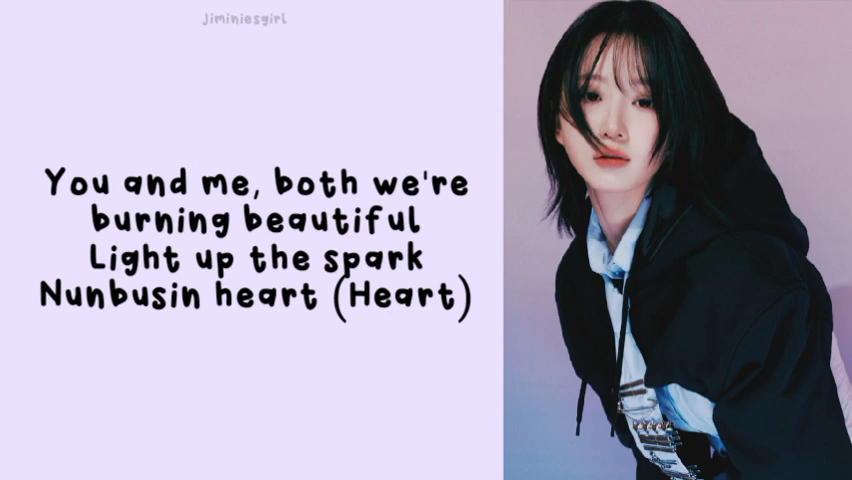 Jiminiesgirl
You and me, both we're
burning beautiful
Light up the spark
Nunbusin heart (Heart)